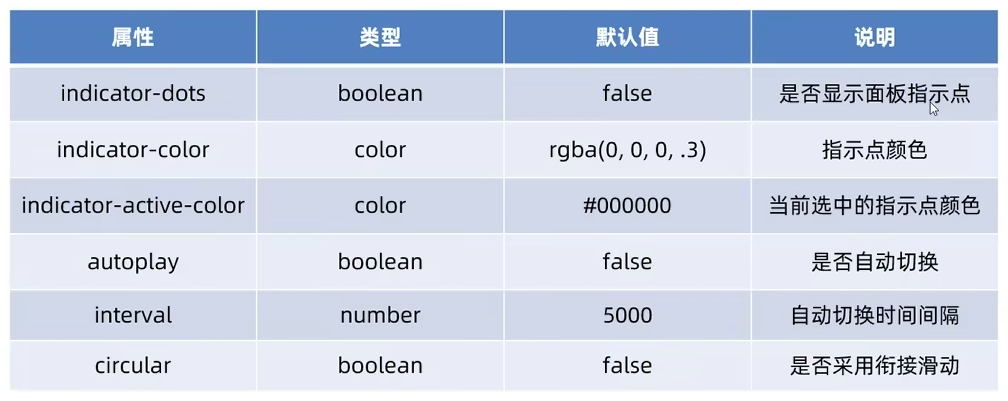 属性 类型 默认值 说明
indicator-dots boolean false 是否显示面板指示点
indicator-color color rgba(0, 0, 0, .3) 指示点颜色
indicator-active-color color #000000 当前选中的指示点颜色
autoplay boolean false 是否自动切换
interval number 5000 自动切换时间间隔
circular boolean false 是否采用衔接滑动